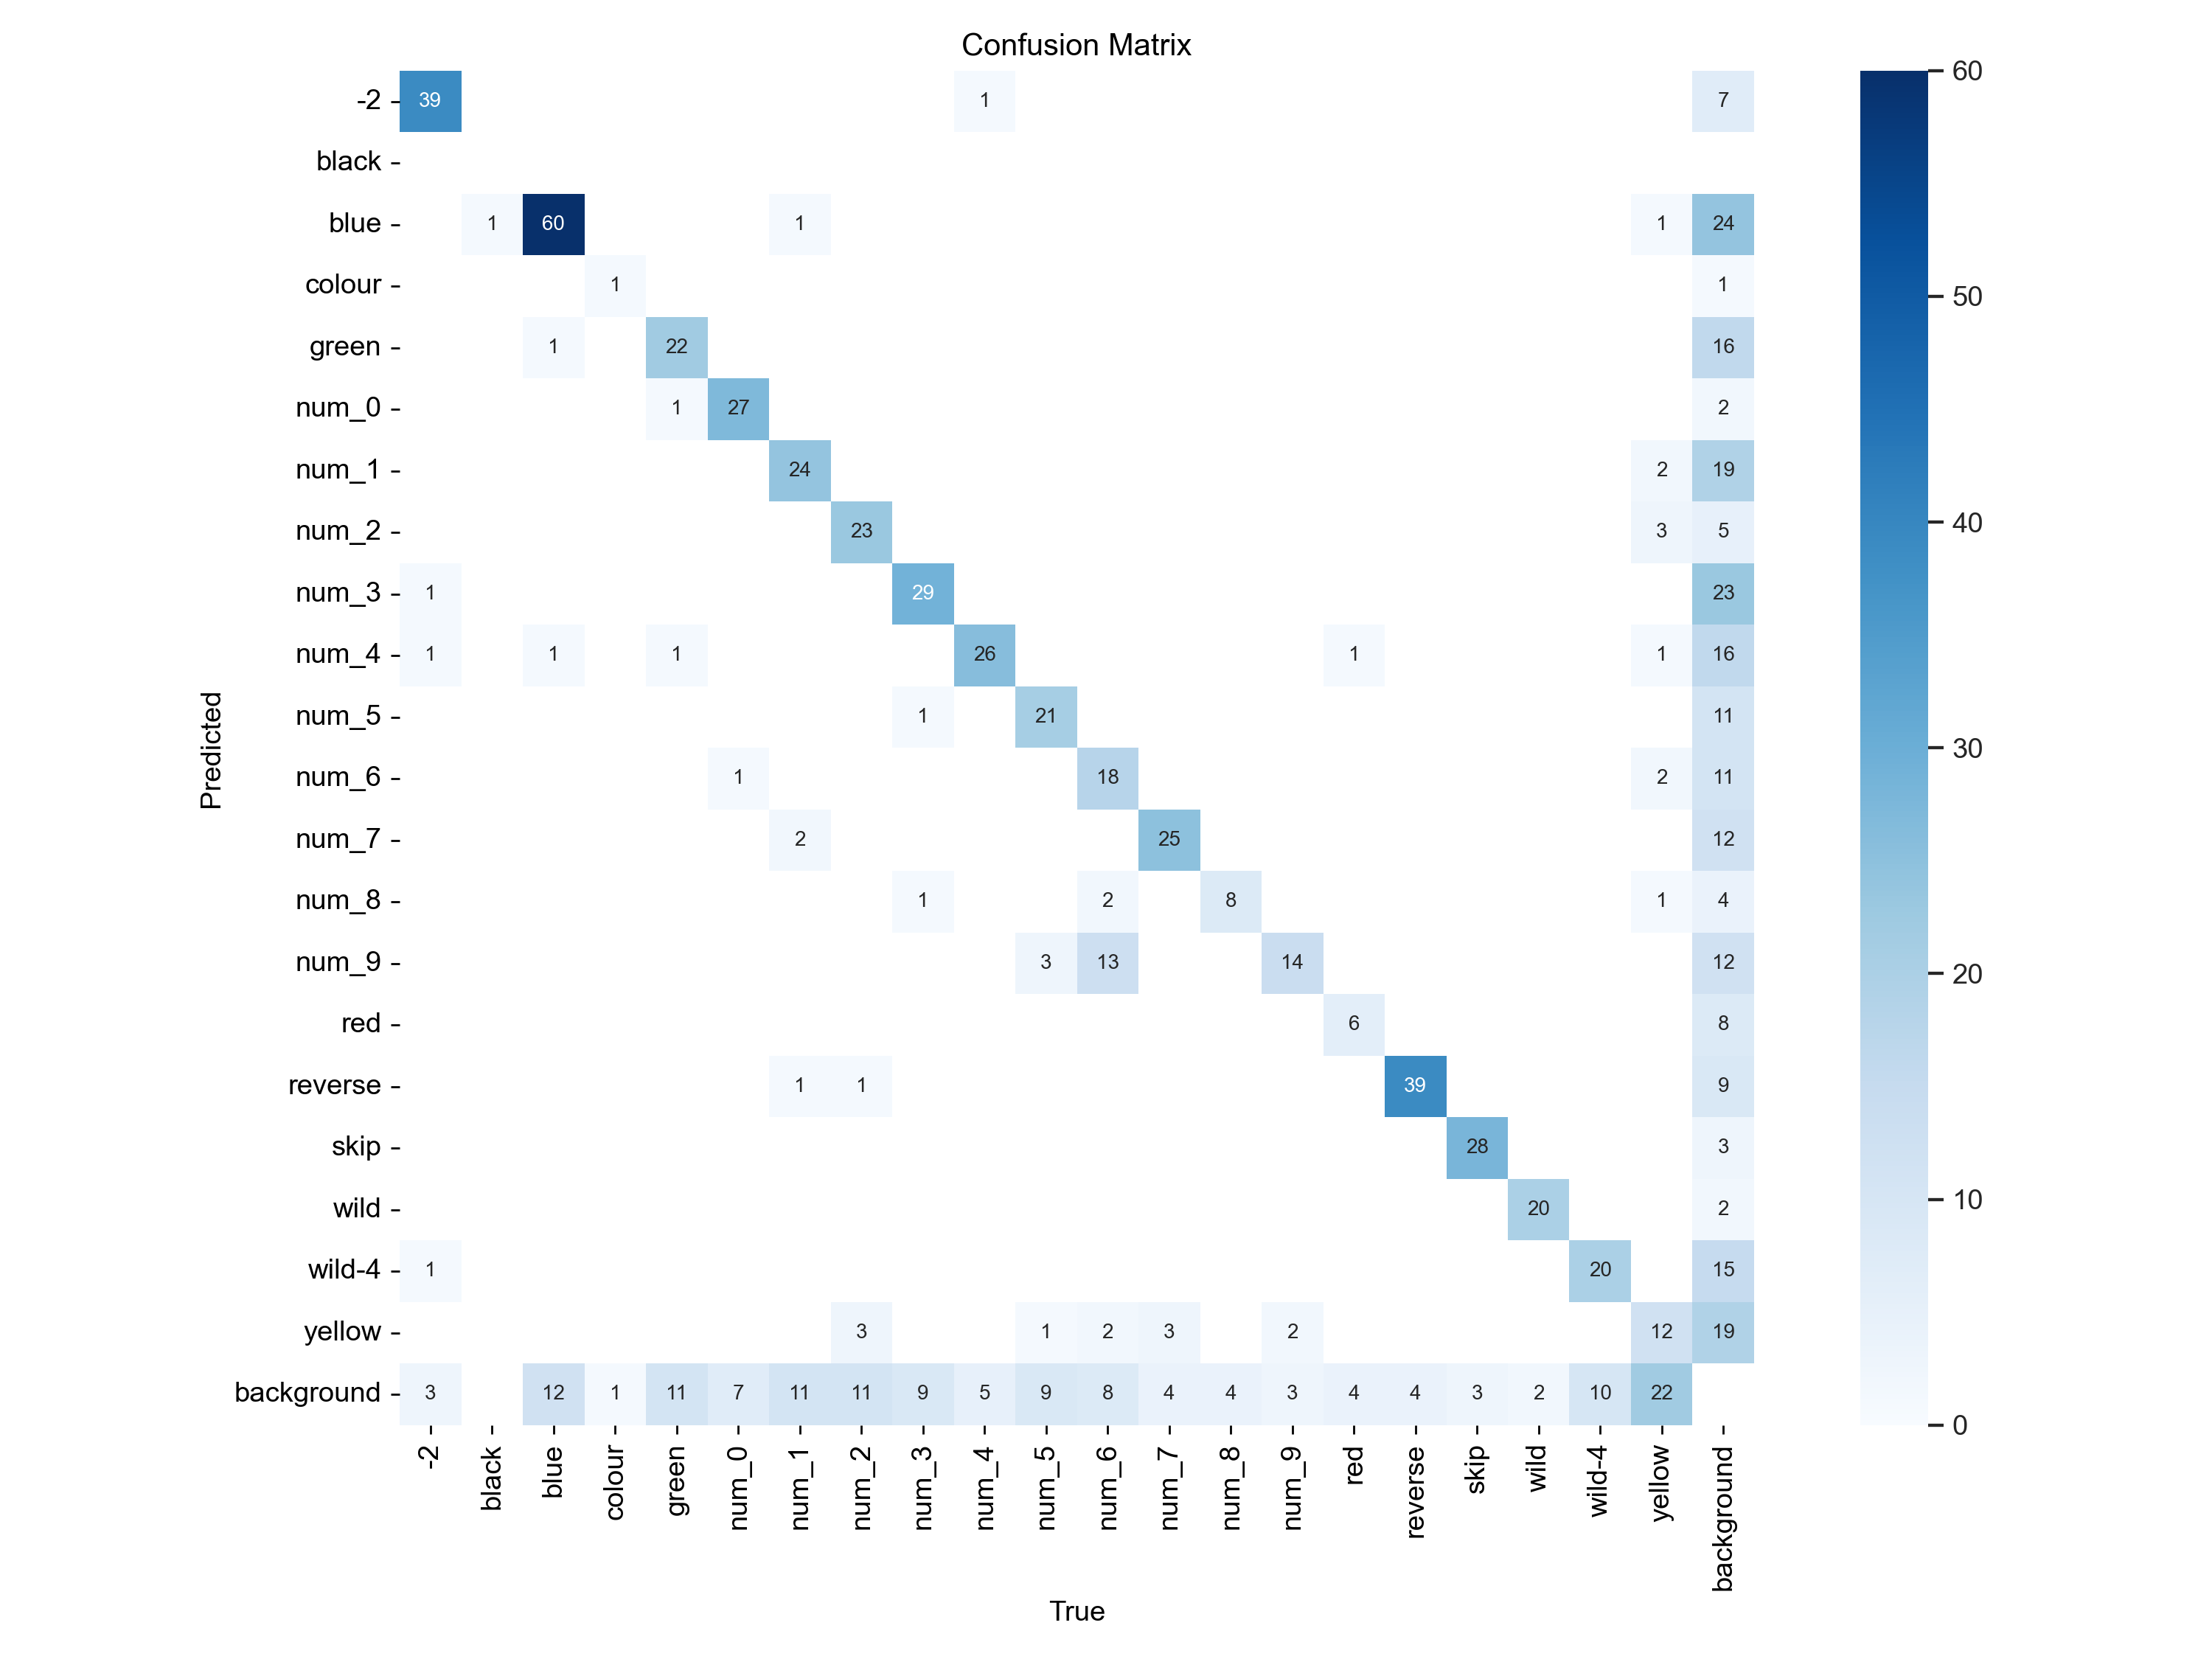 Confusion Matrix
-2 39 1 7
black
blue 1 60 1 1 24
colour 1 1
green 1 22 16
num_0 1 27 2
num_1 24 2 19
num_2 23 3 5
num_3 1 29 23
num_4 1 1 1 26 1 1 16
num_5 1 21 11
num_6 1 18 2 11
num_7 2 25 12
num_8 1 2 8 1 4
num_9 3 13 14 12
red 6 8
reverse 1 1 39 9
skip 28 3
wild 20 2
wild-4 1 20 15
yellow 3 1 2 3 2 12 19
background 3 12 1 11 7 11 11 9 5 9 8 4 4 3 4 4 3 2 10 22
-2 black blue colour green num_0 num_1 num_2 num_3 num_4 num_5 num_6 num_7 num_8 num_9 red reverse skip wild wild-4 yellow background
True
Predicted
60
50
40
30
20
10
0